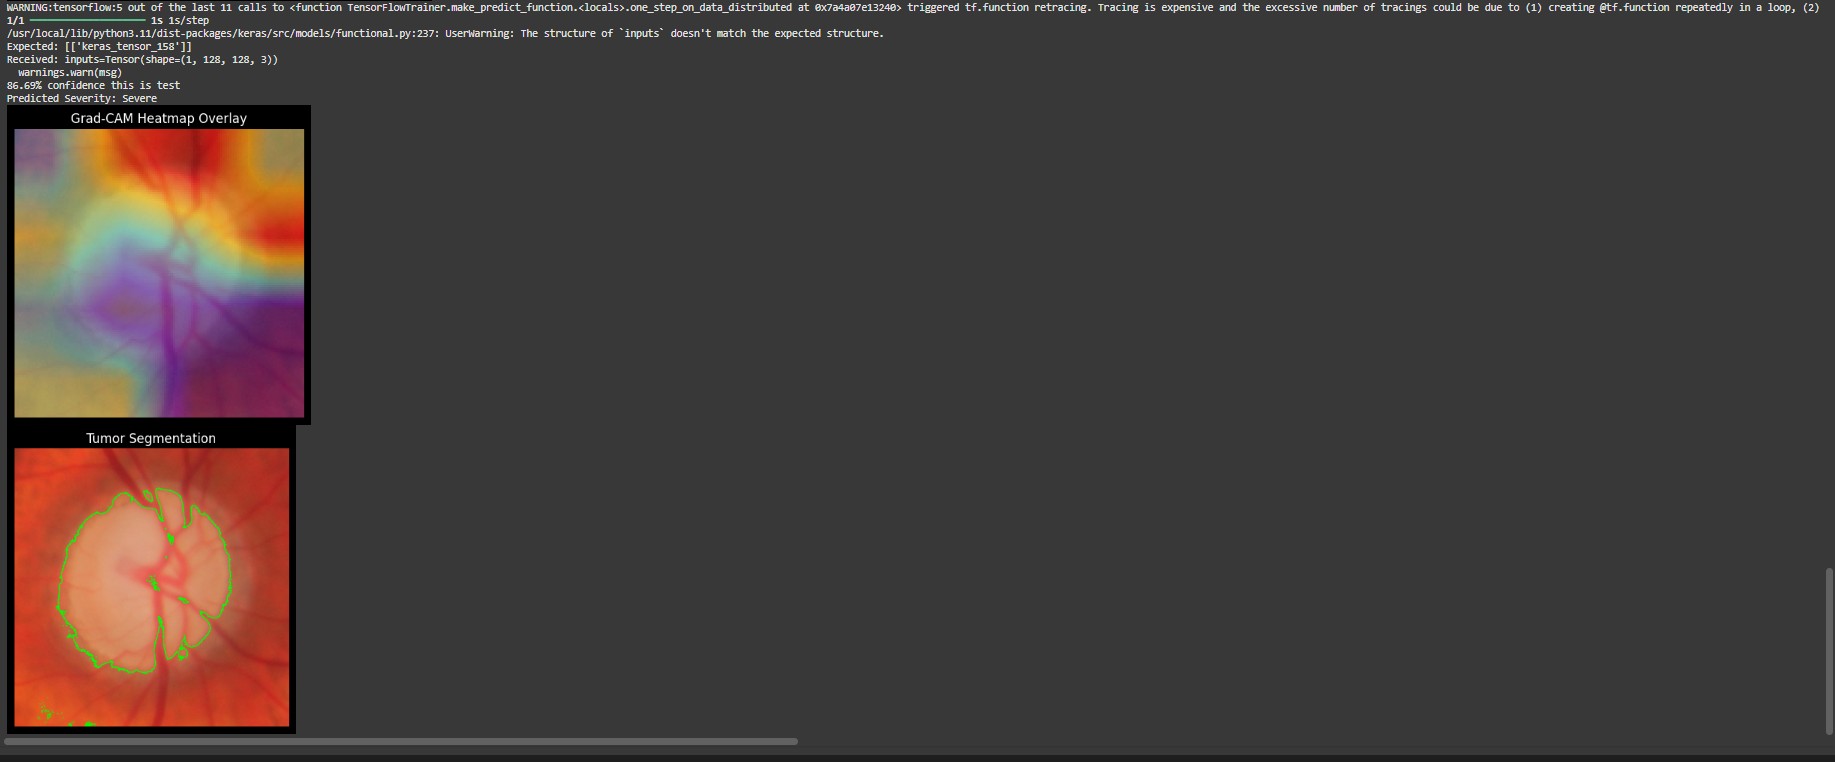 WARNING:tensorflow:5 out of the last 11 calls to <function TensorFlowTrainer.make_predict_function.<locals>.one_step_on_data_distributed at 0x7a4a07e13240> triggered tf.function retracing. Tracing is expensive and the excessive number of tracings could be due to (1) creating @tf.function repeatedly in a loop, (2)
1/1 ━━━━━━━━━━━━━━━━━━━━ 1s 1s/step
/usr/local/lib/python3.11/dist-packages/keras/src/models/functional.py:237: UserWarning: The structure of `inputs` doesn't match the expected structure.
Expected: [['keras_tensor_158']]
Received: inputs=Tensor(shape=(1, 128, 128, 3))
  warnings.warn(msg)
86.69% confidence this is test
Predicted Severity: Severe
Grad-CAM Heatmap Overlay
Tumor Segmentation